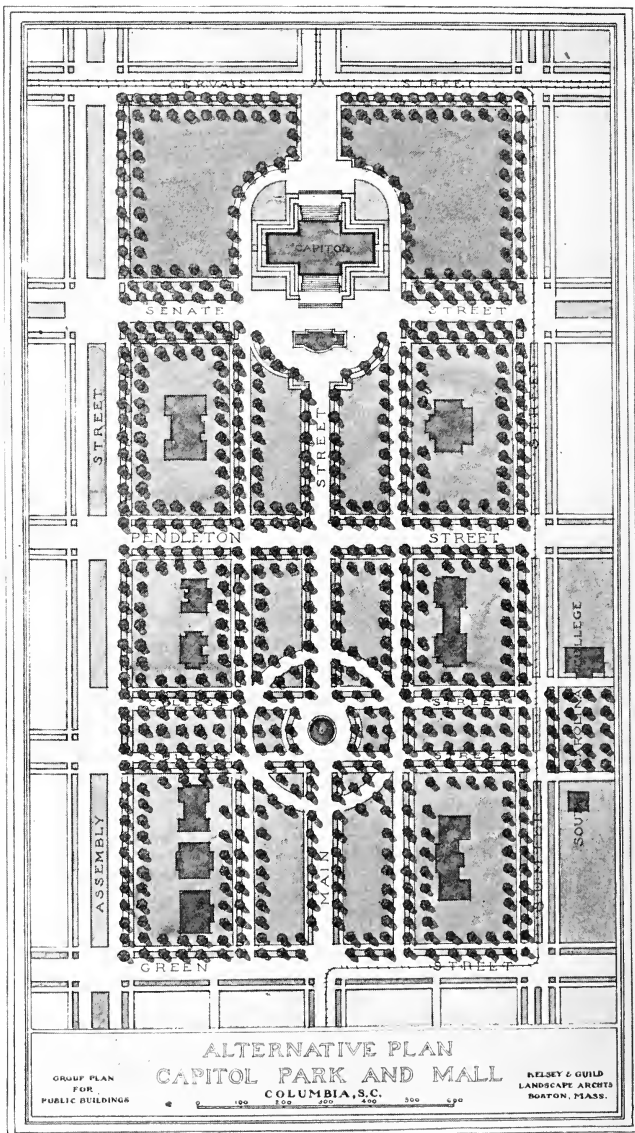 GERVAIS STREET
CAPITOL
SENATE STREET
STREET
STREET
STREET
PENDLETON STREET
COLLEGE STREET
SOUTH CAROLINA COLLEGE
ASSEMBLY
MAIN
SUMPTER
GREEN STREET
ALTERNATIVE PLAN
CAPITOL PARK AND MALL
COLUMBIA, S.C.
GROUP PLAN
FOR
PUBLIC BUILDINGS
0 100 200 300 400 500 600
KELSEY & GUILD
LANDSCAPE ARCHTS
BOSTON, MASS.